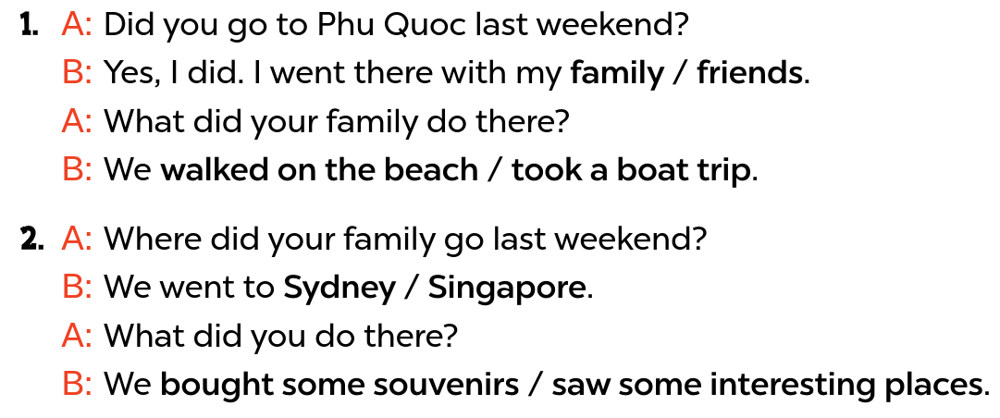 1. A: Did you go to Phu Quoc last weekend?
B: Yes, I did. I went there with my family / friends.
A: What did your family do there?
B: We walked on the beach / took a boat trip.
2. A: Where did your family go last weekend?
B: We went to Sydney / Singapore.
A: What did you do there?
B: We bought some souvenirs / saw some interesting places.